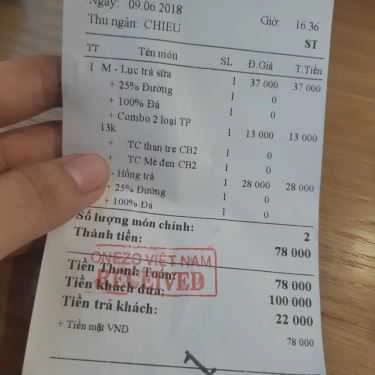 Ngày: 09.06 2018 Giờ 16.36
Thu ngân: CHIEU ST
TT Tên món SL Đ.Giá T.Tiền
1 M - Lục trà sữa 1 37 000 37 000
+ 25% Đường 1 0
+ 100% Đá 1 0
+ Combo 2 loại TP 1 13 000 13 000
13k
+ TC than tre CB2 1 0
+ TC Mè đen CB2 1 0
- Hồng trà 1 28 000 28 000
+ 25% Đường 1 0
+ 100% Đá 1 0
Số lượng món chính: 2
Thành tiền: 78 000
ONEZO VIỆT NAM
RECEIVED
Tiền Thanh Toán: 78 000
Tiền khách đưa: 100 000
Tiền trả khách: 22 000
+ Tiền mặt VND 78 000